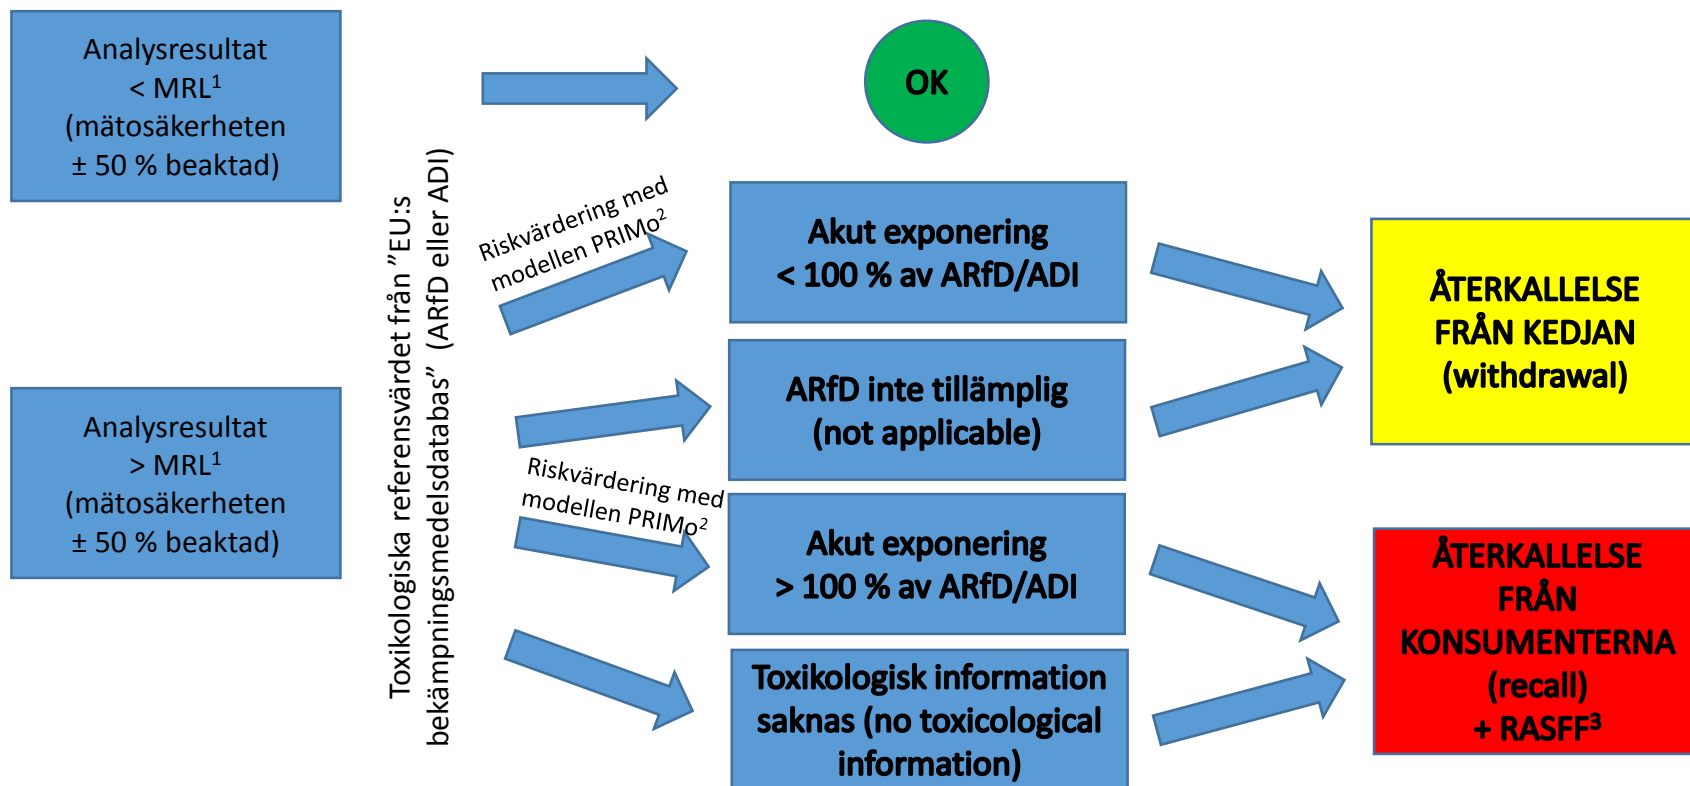 Analysresultat
< MRL¹
(mätosäkerheten
± 50 % beaktad)
Analysresultat
> MRL¹
(mätosäkerheten
± 50 % beaktad)
Toxikologiska referensvärdet från ”EU:s
bekämpningsmedelsdatabas” (ARfD eller ADI)
OK
Riskvärdering med
modellen PRIMo²
Akut exponering
< 100 % av ARfD/ADI
ARfD inte tillämplig
(not applicable)
Riskvärdering med
modellen PRIMo²
Akut exponering
> 100 % av ARfD/ADI
Toxikologisk information
saknas (no toxicological
information)
ÅTERKALLELSE
FRÅN KEDJAN
(withdrawal)
ÅTERKALLELSE
FRÅN
KONSUMENTERNA
(recall)
+ RASFF³